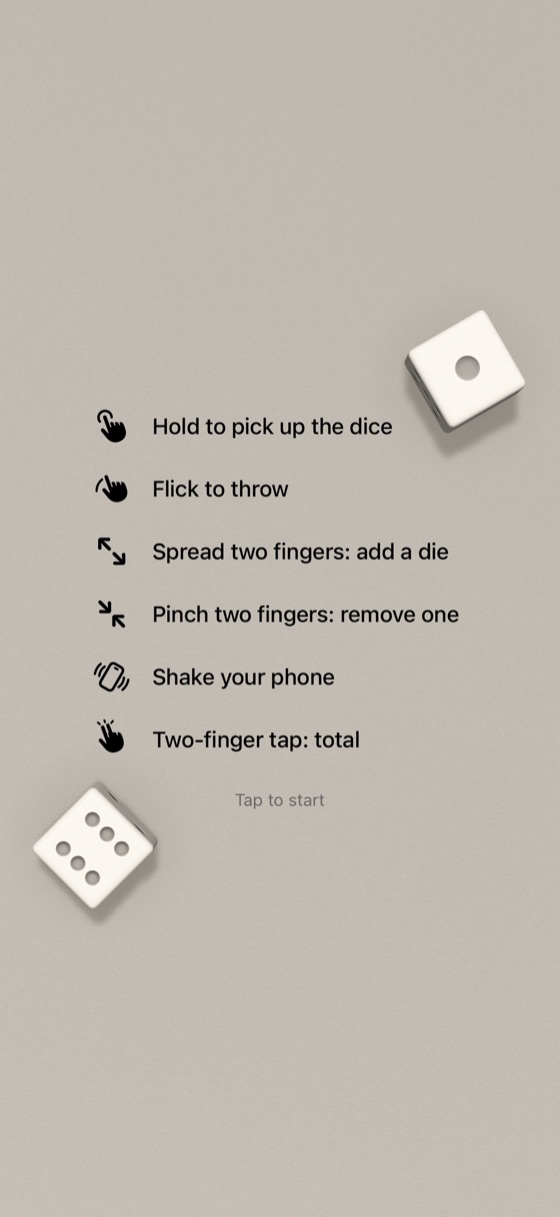 Hold to pick up the dice
Flick to throw
Spread two fingers: add a die
Pinch two fingers: remove one
Shake your phone
Two-finger tap: total
Tap to start